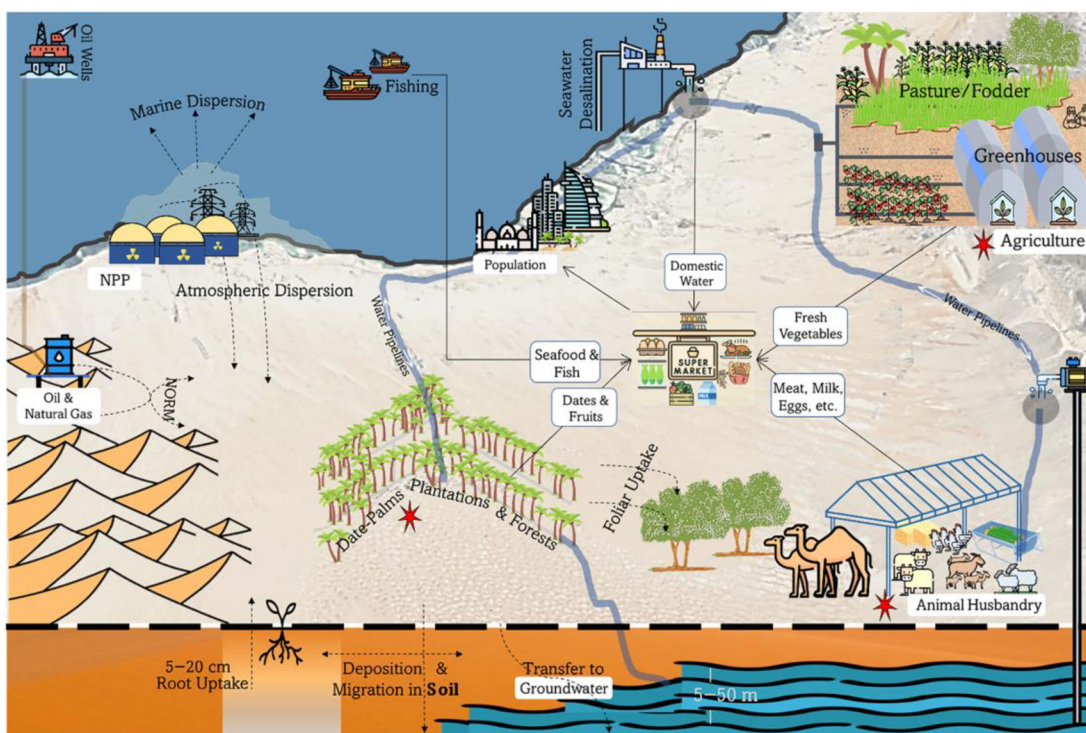 Oil Wells
Marine Dispersion
Fishing
Seawater
Desalination
Pasture/Fodder
Greenhouses
Agriculture
NPP
Atmospheric Dispersion
Population
Domestic
Water
Water Pipelines
Water Pipelines
Fresh
Vegetables
Seafood &
Fish
SUPER
MARKET
MILK
Oil &
Natural Gas
NORM
Dates &
Fruits
Meat, Milk,
Eggs, etc.
Date-Palms Plantations & Forests
Foliar Uptake
Animal Husbandry
5–20 cm
Root Uptake
Deposition &
Migration in Soil
Transfer to
Groundwater
5–50 m